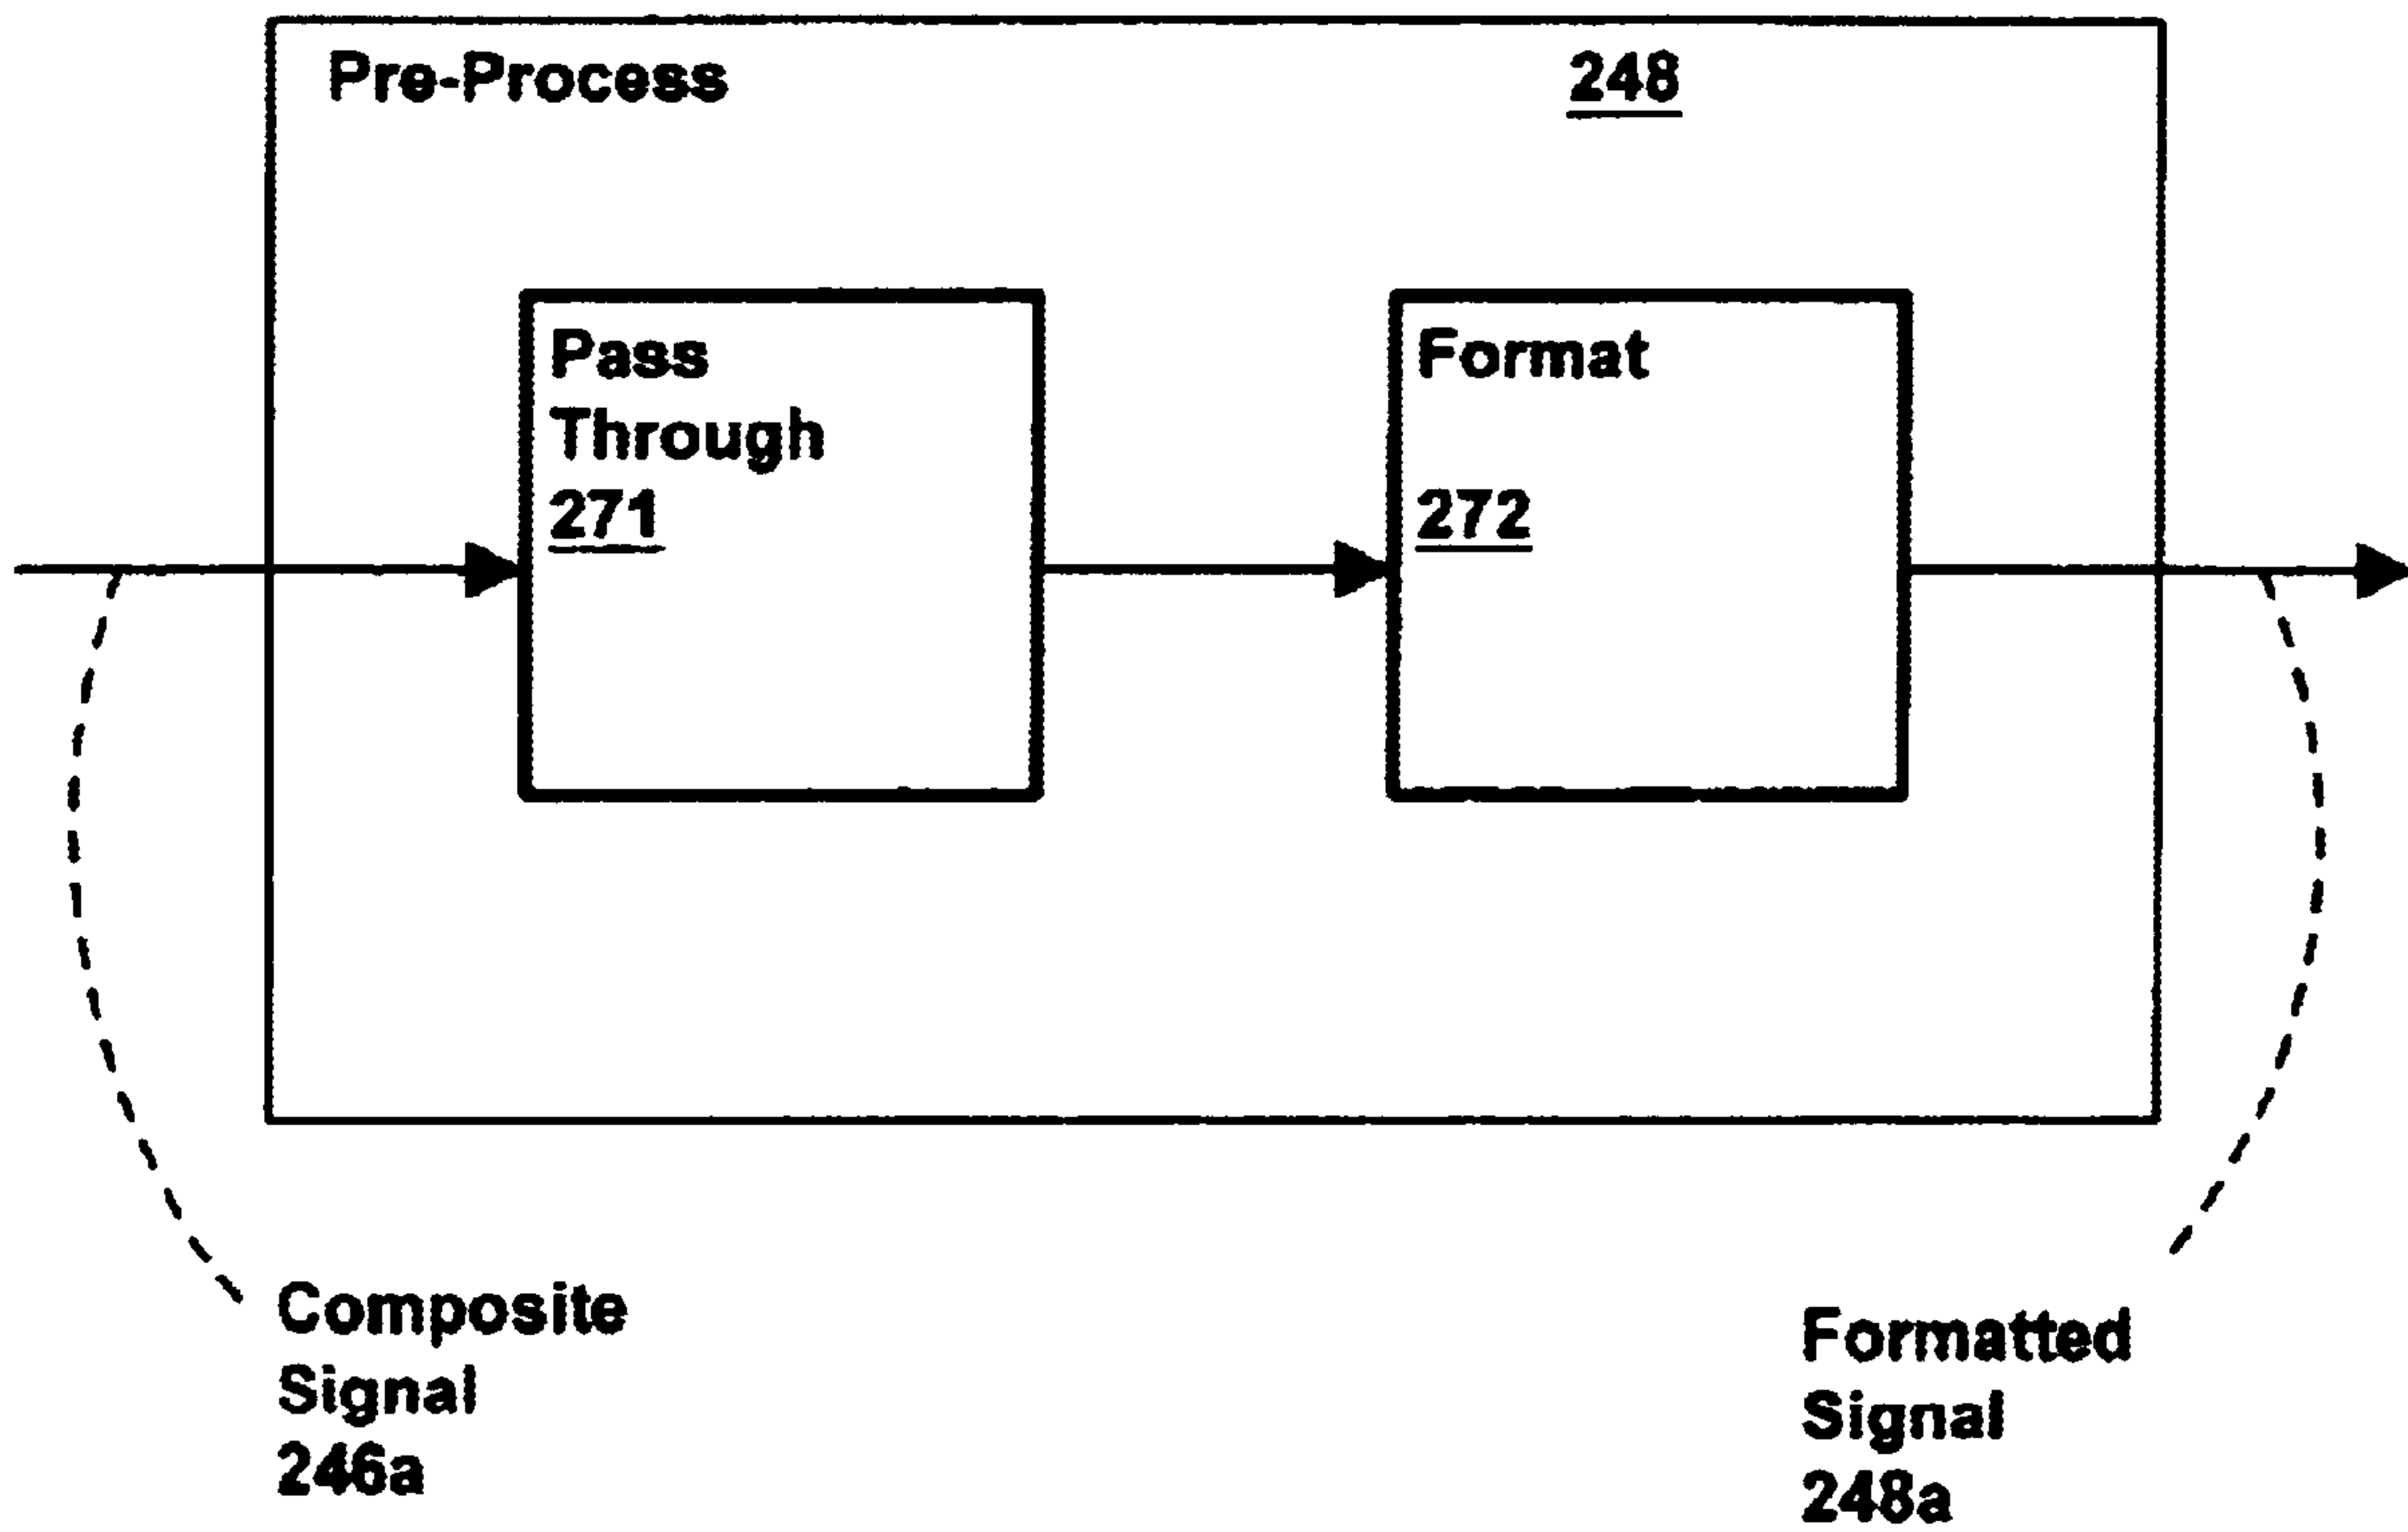 Pre-Process 248
Pass
Through
271
Format
272
Composite
Signal
246a
Formatted
Signal
248a